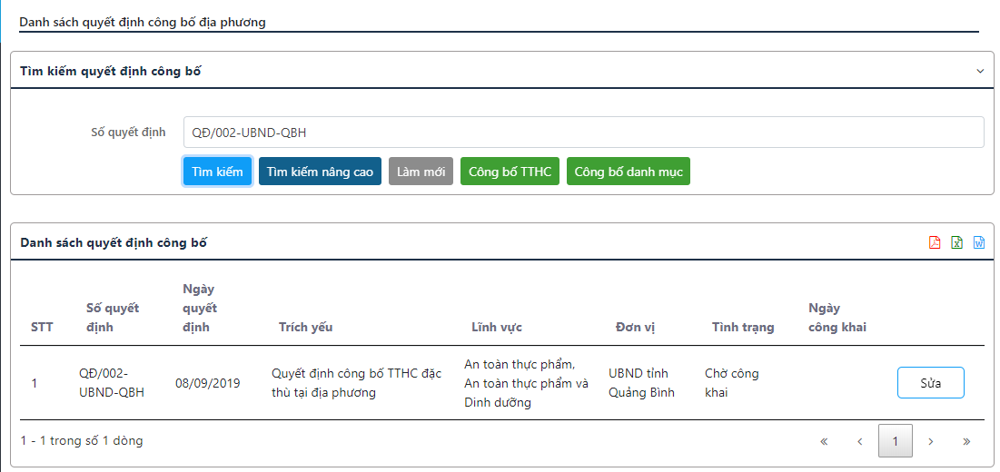 Danh sách quyết định công bố địa phương
Tìm kiếm quyết định công bố
Số quyết định
QĐ/002-UBND-QBH
Tìm kiếm
Tìm kiếm nâng cao
Làm mới
Công bố TTHC
Công bố danh mục
Danh sách quyết định công bố
STT
Số quyết
định
Ngày
quyết
định
Trích yếu
Lĩnh vực
Đơn vị
Tình trạng
Ngày
công khai
1
QĐ/002-
UBND-QBH
08/09/2019
Quyết định công bố TTHC đặc
thù tại địa phương
An toàn thực phẩm,
An toàn thực phẩm và
Dinh dưỡng
UBND tỉnh
Quảng Bình
Chờ công
khai
Sửa
1 - 1 trong số 1 dòng
« ‹ 1 › »